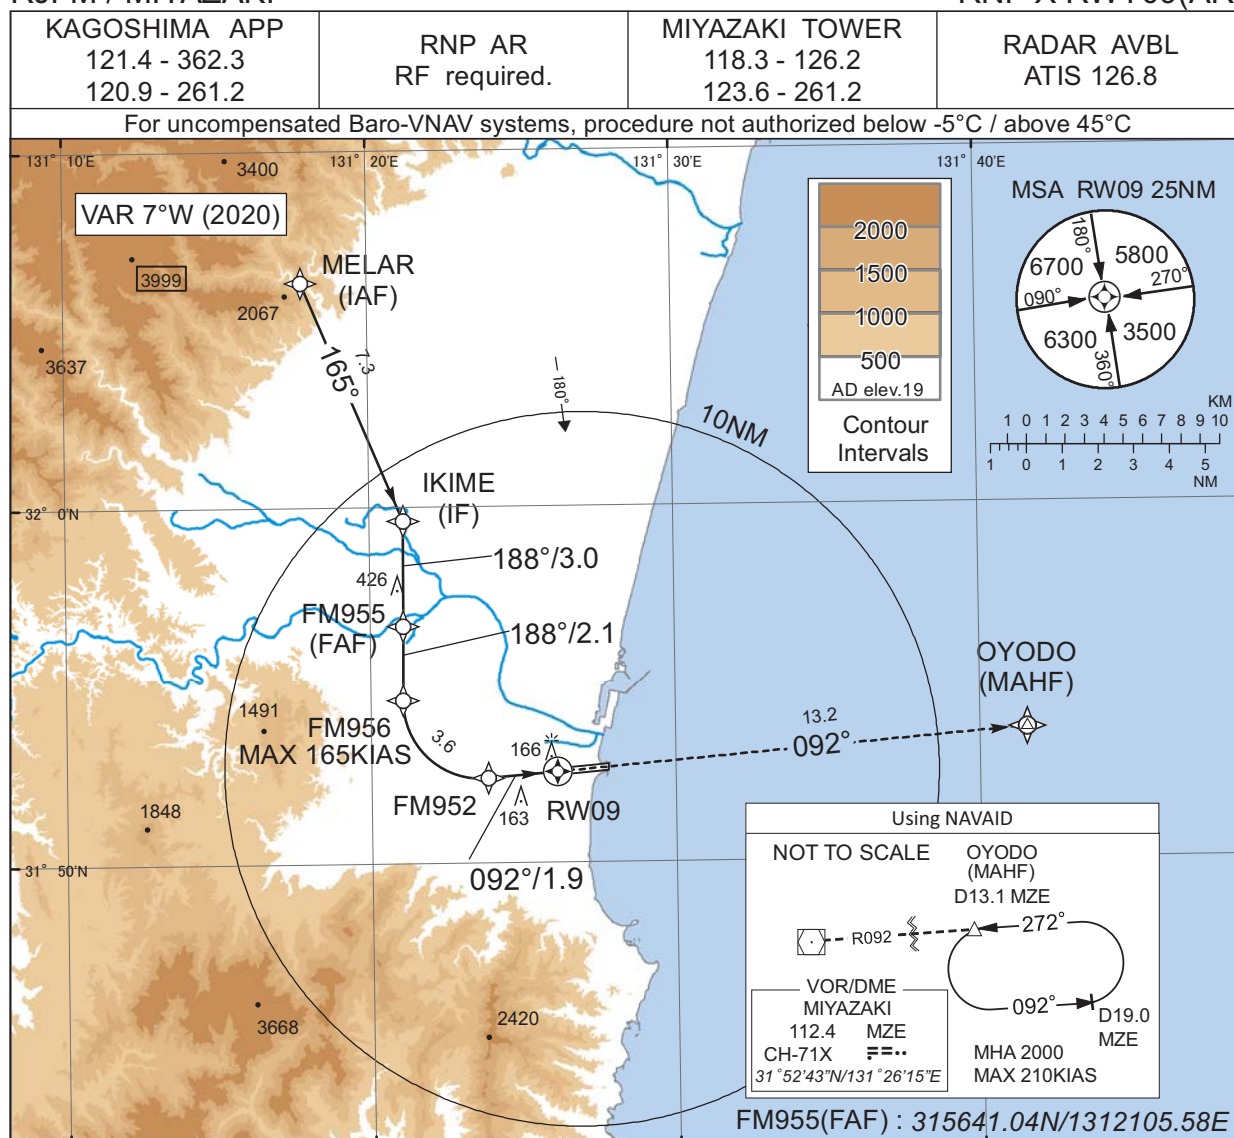 KAGOSHIMA APP
121.4 - 362.3
120.9 - 261.2
RNP AR
RF required.
MIYAZAKI TOWER
118.3 - 126.2
123.6 - 261.2
RADAR AVBL
ATIS 126.8
For uncompensated Baro-VNAV systems, procedure not authorized below -5°C / above 45°C
131° 10'E
131° 20'E
131° 30'E
131° 40'E
3400
VAR 7°W (2020)
3999
2067
3637
MELAR
(IAF)
7.3
165°
180°
10NM
2000
1500
1000
500
AD elev.19
Contour
Intervals
MSA RW09 25NM
180°
6700
5800
270°
090°
6300
3500
360°
KM
1 0 1 2 3 4 5 6 7 8 9 10
1 0 1 2 3 4 5
NM
IKIME
(IF)
32° 0'N
188°/3.0
426
FM955
(FAF)
188°/2.1
OYODO
(MAHF)
1491
FM956
MAX 165KIAS
3.6
166
13.2
092°
FM952
163
RW09
1848
31° 50'N
092°/1.9
3668
2420
Using NAVAID
NOT TO SCALE
OYODO
(MAHF)
D13.1 MZE
R092
272°
092°
D19.0
MZE
VOR/DME
MIYAZAKI
112.4 MZE
CH-71X
31°52'43"N/131°26'15"E
MHA 2000
MAX 210KIAS
FM955(FAF) : 315641.04N/1312105.58E